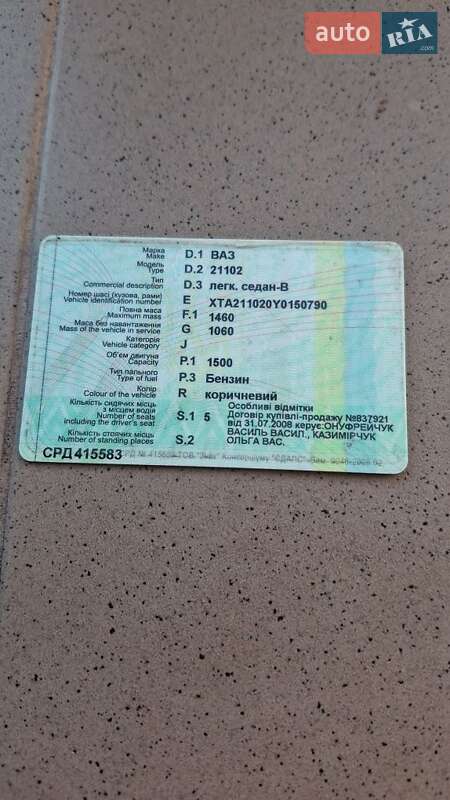 auto RIA .com
Марка D.1 ВАЗ
Make
Модель D.2 21102
Type
Тип D.3 легк. седан-В
Commercial description
Номер шасі (кузова, рами) E XTA211020Y0150790
Vehicle identification number
Повна маса F.1 1460
Maximum mass
Маса без навантаження G 1060
Mass of the vehicle in service
Категорія J
Vehicle category
Об'єм двигуна P.1 1500
Capacity
Тип пального P.3 Бензин
Type of fuel
Колір R коричневий
Colour of the vehicle
Кількість сидячих місць Особливі відмітки
з місцем водія S.1 5 Договір купівлі-продажу №837921
Number of seats від 31.07.2008 керує:ОНУФРЕЙЧУК
including the driver's seat ВАСИЛЬ ВАСИЛ., КАЗИМІРЧУК
Кількість стоячих місць S.2 ОЛЬГА ВАС.
Number of standing places
СРД 415583